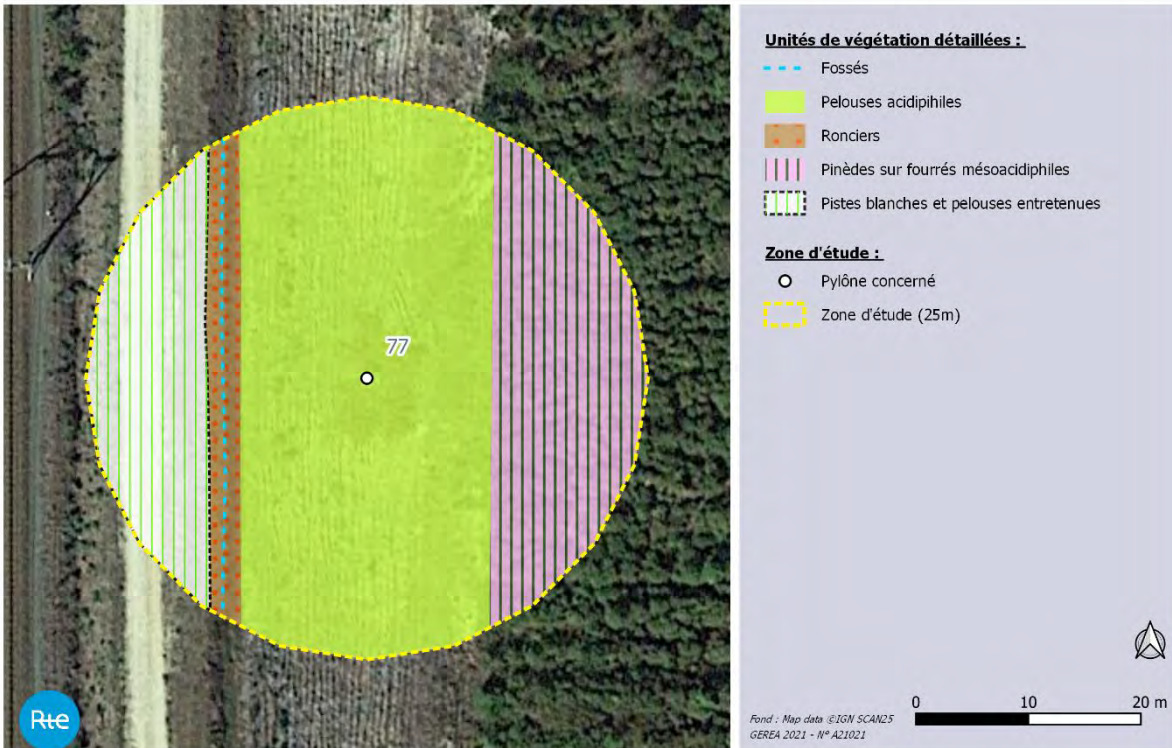 77
Rte
Unités de végétation détaillées :
Fossés
Pelouses acidipihiles
Ronciers
Pinèdes sur fourrés mésoacidiphiles
Pistes blanches et pelouses entretenues
Zone d'étude :
Pylône concerné
Zone d'étude (25m)
0 10 20 m
Fond : Map data ©IGN SCAN25
GEREA 2021 - N° A21021